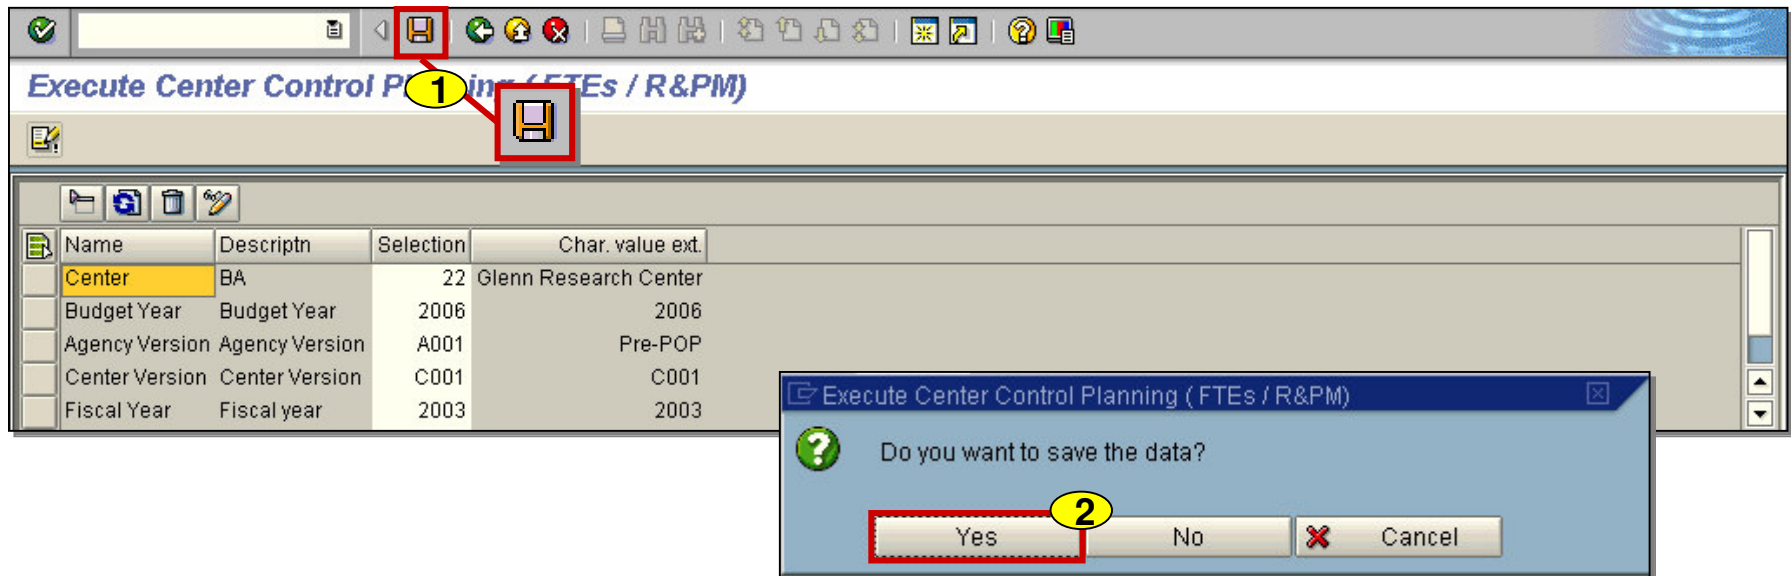 1
Execute Center Control Pl ing ( FTEs / R&PM)
Name Descriptn Selection Char. value ext.
Center BA 22 Glenn Research Center
Budget Year Budget Year 2006 2006
Agency Version Agency Version A001 Pre-POP
Center Version Center Version C001 C001
Fiscal Year Fiscal year 2003 2003
Execute Center Control Planning ( FTEs / R&PM)
Do you want to save the data?
2
Yes No Cancel